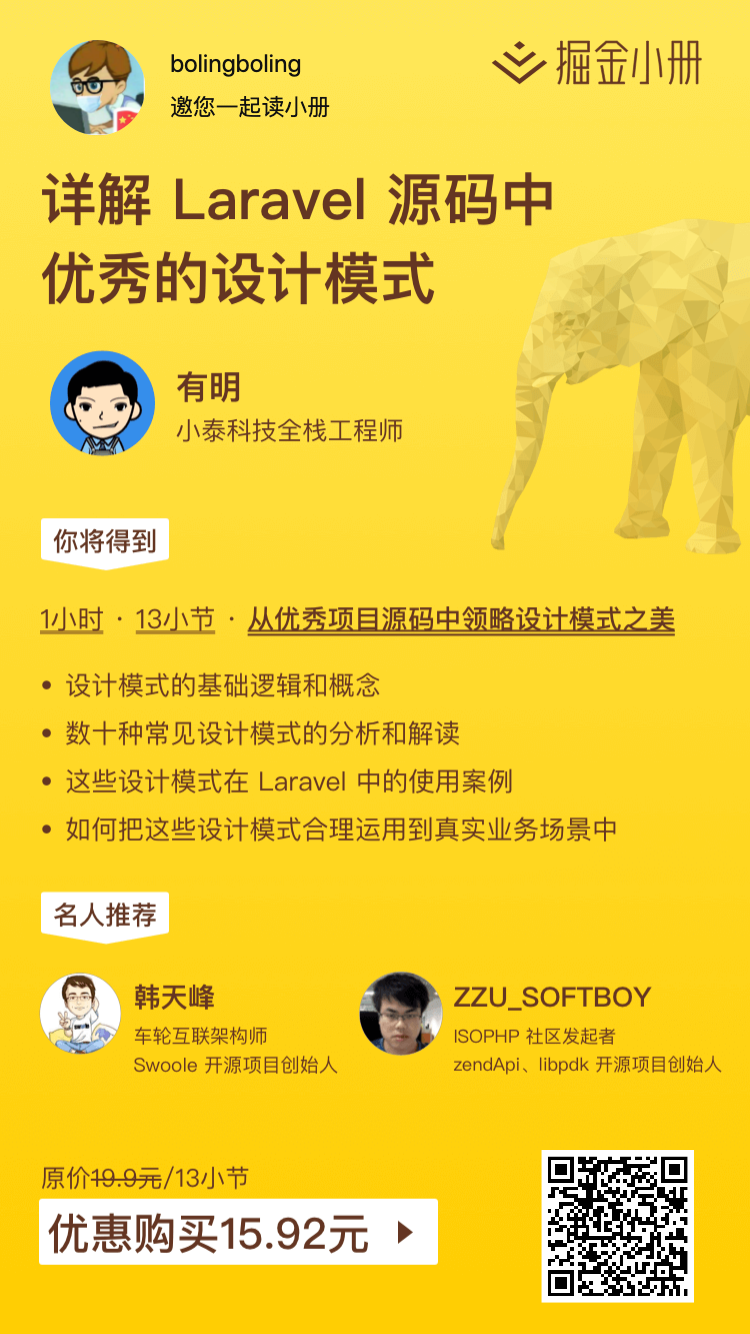 bolingboling
邀您一起读小册
掘金小册
详解 Laravel 源码中
优秀的设计模式
有明
小泰科技全栈工程师
你将得到
1小时 · 13小节 · 从优秀项目源码中领略设计模式之美
• 设计模式的基础逻辑和概念
• 数十种常见设计模式的分析和解读
• 这些设计模式在 Laravel 中的使用案例
• 如何把这些设计模式合理运用到真实业务场景中
名人推荐
韩天峰
车轮互联架构师
Swoole 开源项目创始人
ZZU_SOFTBOY
ISOPHP 社区发起者
zendApi、libpdk 开源项目创始人
原价19.9元/13小节
优惠购买15.92元